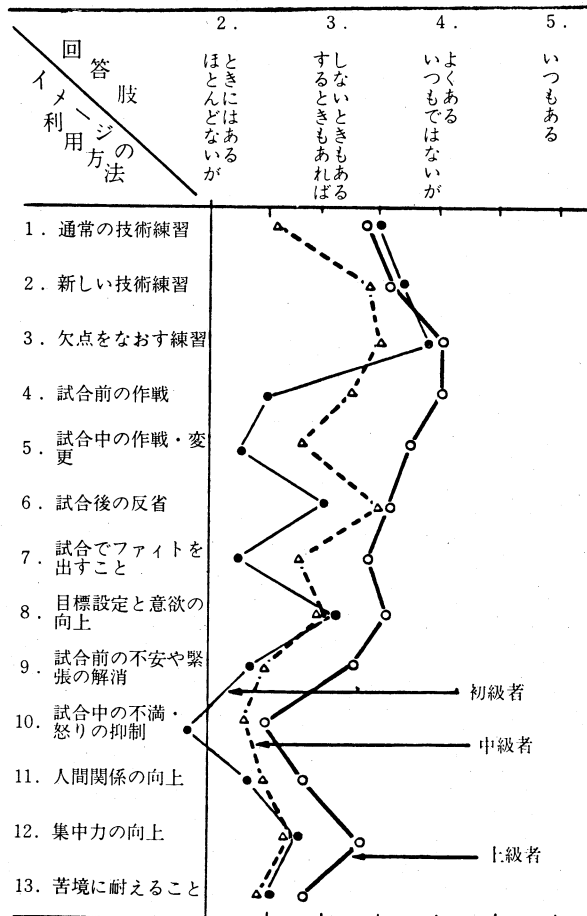 2. 3. 4. 5.
回答肢
イメージの
利用方法
ほとんどないが
ときにはある
するときもあれば
しないときもある
いつもではないが
よくある
いつもある
1. 通常の技術練習
2. 新しい技術練習
3. 欠点をなおす練習
4. 試合前の作戦
5. 試合中の作戦・変
更
6. 試合後の反省
7. 試合でファィトを
出すこと
8. 目標設定と意欲の
向上
9. 試合前の不安や緊
張の解消
初級者
10. 試合中の不満・
怒りの抑制
中級者
11. 人間関係の向上
12. 集中力の向上
上級者
13. 苦境に耐えること